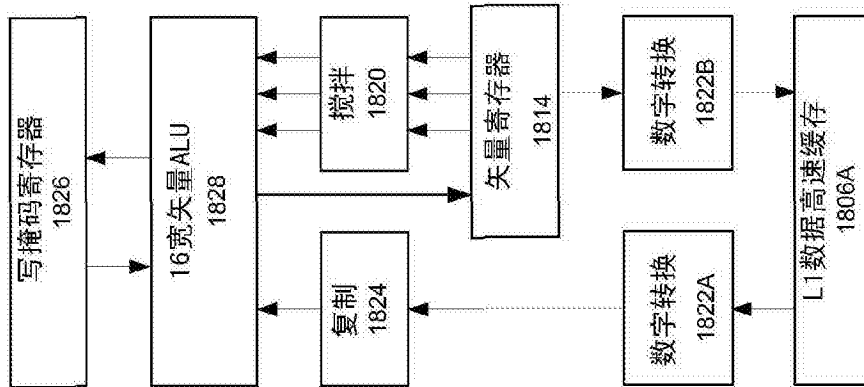 写掩码寄存器
1826
16宽矢量ALU
1828
复制
1824
搅拌
1820
矢量寄存器
1814
数字转换
1822A
数字转换
1822B
L1数据高速缓存
1806A